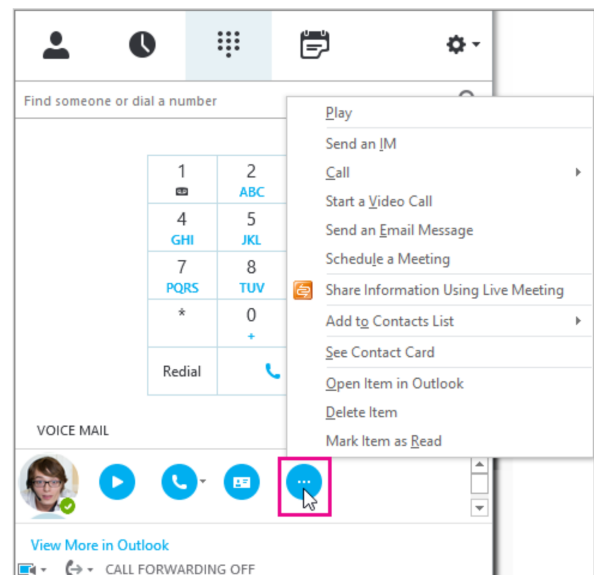 Find someone or dial a number
Play
Send an IM
Call
Start a Video Call
Send an Email Message
Schedule a Meeting
Share Information Using Live Meeting
Add to Contacts List
See Contact Card
Open Item in Outlook
Delete Item
Mark Item as Read
1 2
ABC
4 5
GHI JKL
7 8
PQRS TUV
* 0
+
Redial
VOICE MAIL
View More in Outlook
CALL FORWARDING OFF